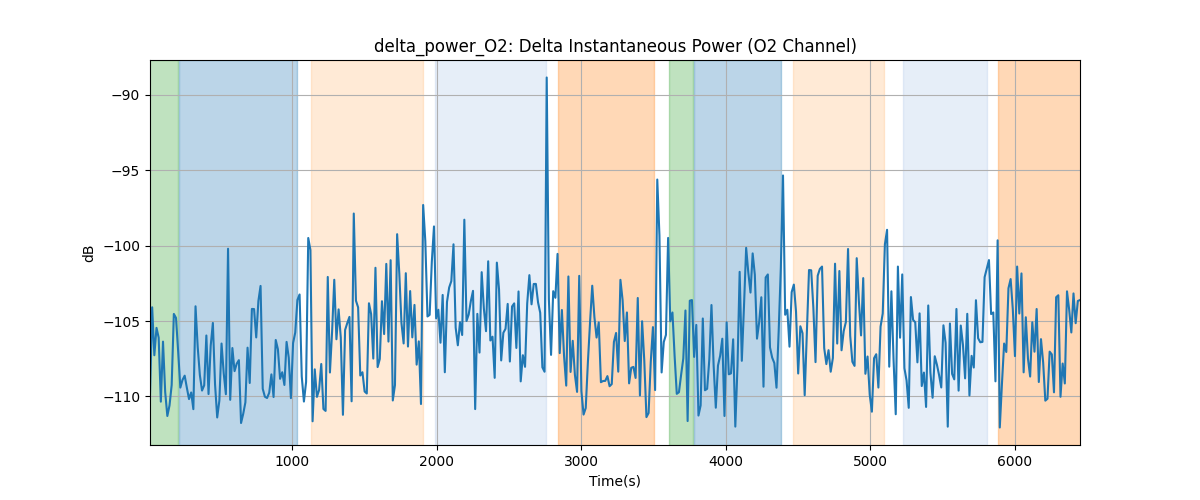 delta_power_O2: Delta Instantaneous Power (O2 Channel)
−90
−95
−100
−105
−110
dB
1000 2000 3000 4000 5000 6000
Time(s)